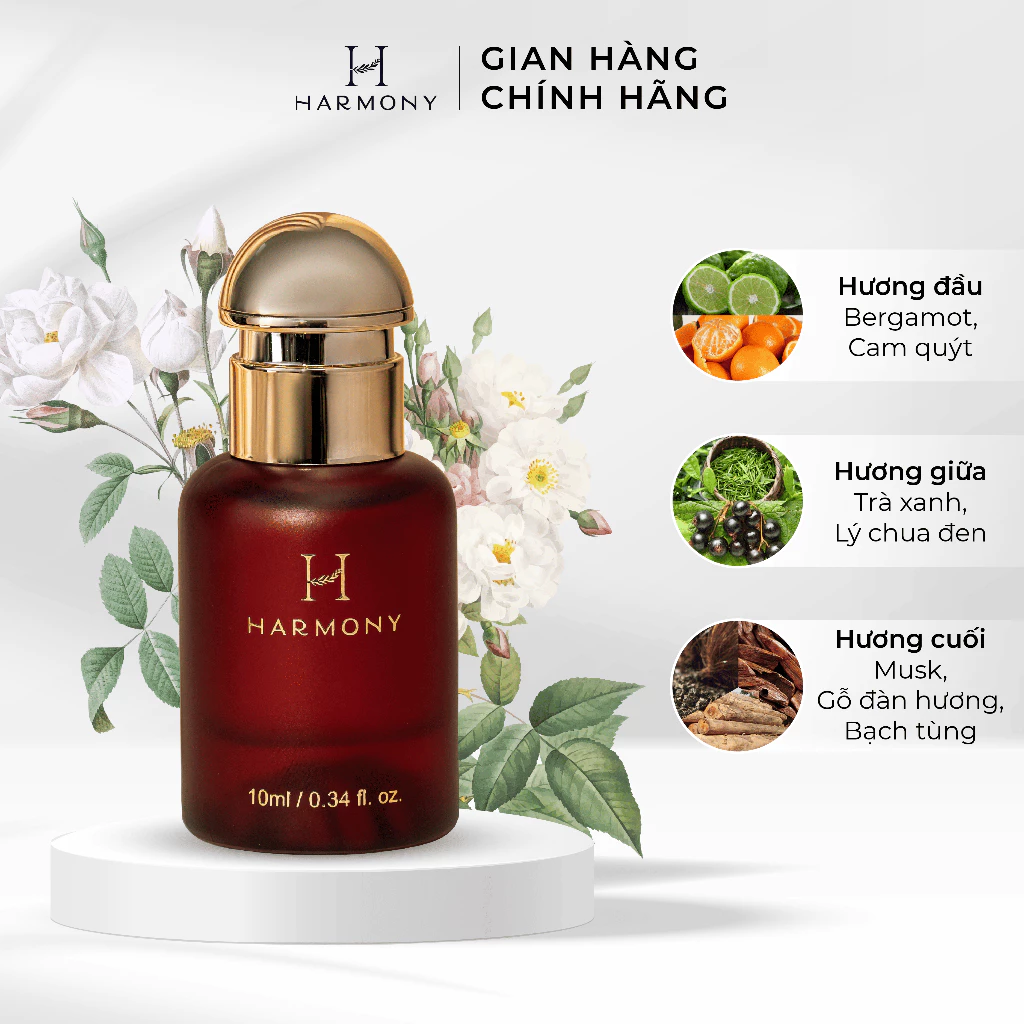 H
HARMONY
GIAN HÀNG
CHÍNH HÃNG
Hương đầu
Bergamot,
Cam quýt
Hương giữa
Trà xanh,
Lý chua đen
Hương cuối
Musk,
Gỗ đàn hương,
Bạch tùng
H
HARMONY
10ml / 0.34 fl. oz.